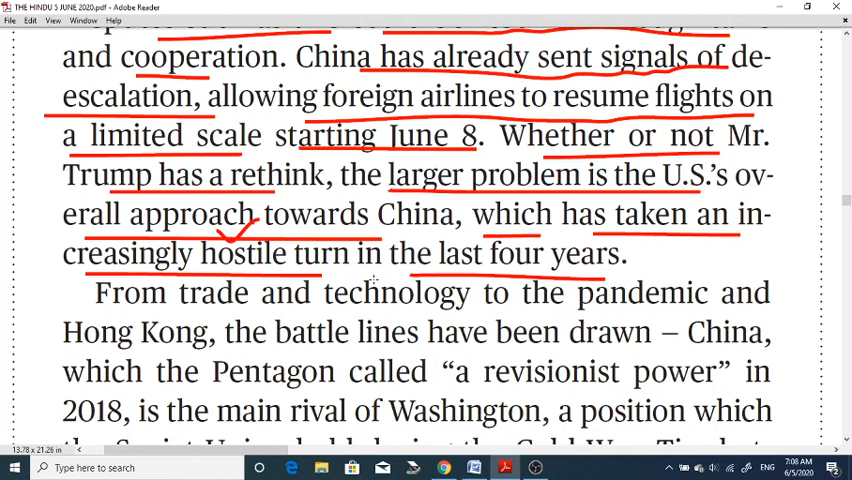 THE HINDU 5 JUNE 2020.pdf - Adobe Reader
File Edit View Window Help
and cooperation. China has already sent signals of de-
escalation, allowing foreign airlines to resume flights on
a limited scale starting June 8. Whether or not Mr.
Trump has a rethink, the larger problem is the U.S.'s ov-
erall approach towards China, which has taken an in-
creasingly hostile turn in the last four years.
From trade and technology to the pandemic and
Hong Kong, the battle lines have been drawn – China,
which the Pentagon called “a revisionist power” in
2018, is the main rival of Washington, a position which
13.78 x 21.26 in
Type here to search
ENG
7:08 AM
6/5/2020